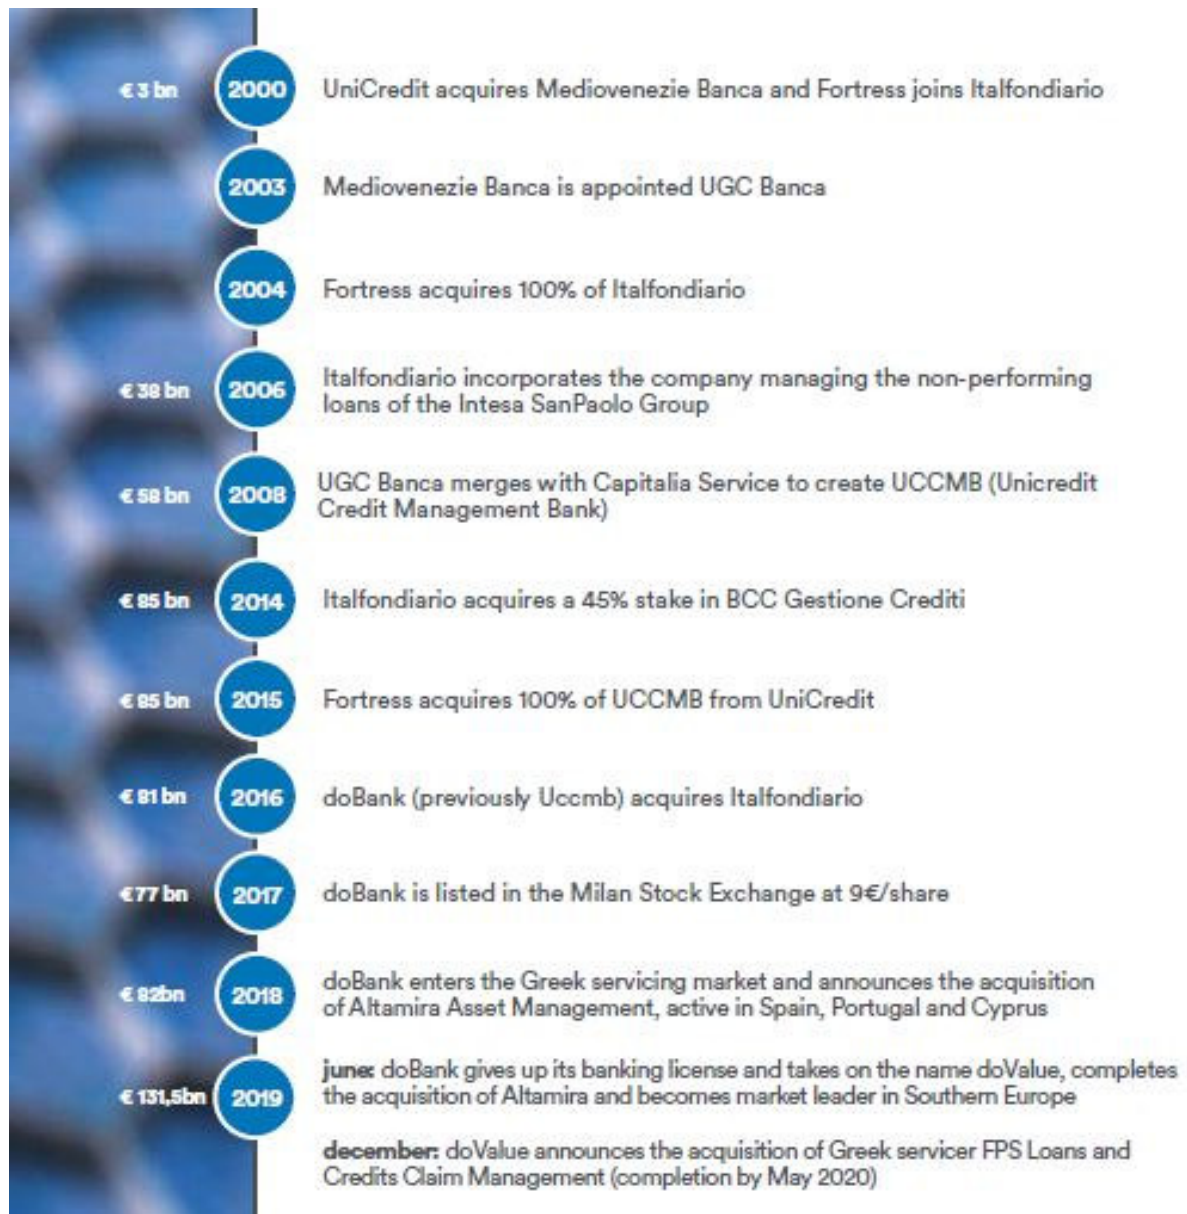 € 3 bn 2000 UniCredit acquires Mediovenezie Banca and Fortress joins Italfondiario
2003 Mediovenezie Banca is appointed UGC Banca
2004 Fortress acquires 100% of Italfondiario
€ 38 bn 2006 Italfondiario incorporates the company managing the non-performing
loans of the Intesa SanPaolo Group
€ 58 bn 2008 UGC Banca merges with Capitalia Service to create UCCMB (Unicredit
Credit Management Bank)
€ 85 bn 2014 Italfondiario acquires a 45% stake in BCC Gestione Crediti
€ 85 bn 2015 Fortress acquires 100% of UCCMB from UniCredit
€ 81 bn 2016 doBank (previously Uccmb) acquires Italfondiario
€ 77 bn 2017 doBank is listed in the Milan Stock Exchange at 9€/share
€ 82bn 2018 doBank enters the Greek servicing market and announces the acquisition
of Altamira Asset Management, active in Spain, Portugal and Cyprus
€ 131,5bn 2019 june: doBank gives up its banking license and takes on the name doValue, completes
the acquisition of Altamira and becomes market leader in Southern Europe
december: doValue announces the acquisition of Greek servicer FPS Loans and
Credits Claim Management (completion by May 2020)